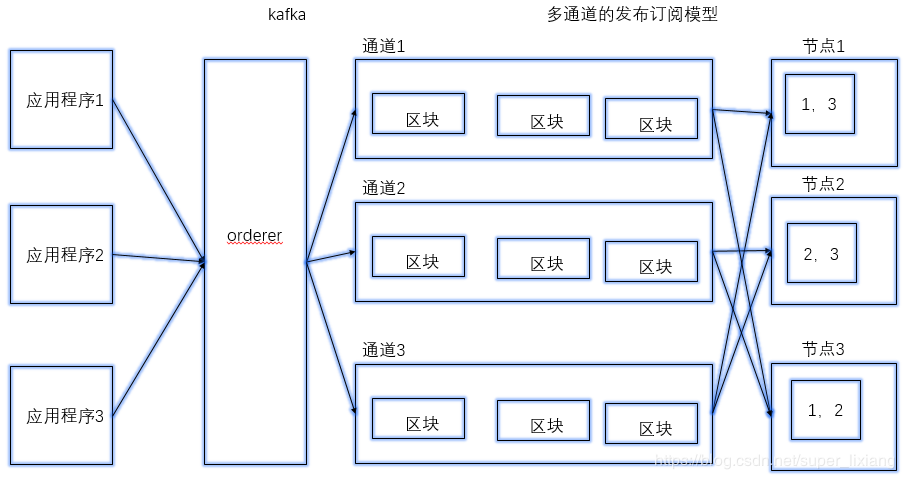 kafka
多通道的发布订阅模型
应用程序1
应用程序2
应用程序3
orderer
通道1
区块
区块
区块
通道2
区块
区块
区块
通道3
区块
区块
区块
节点1
1，3
节点2
2，3
节点3
1，2
https://blog.csdn.net/super_lixiang